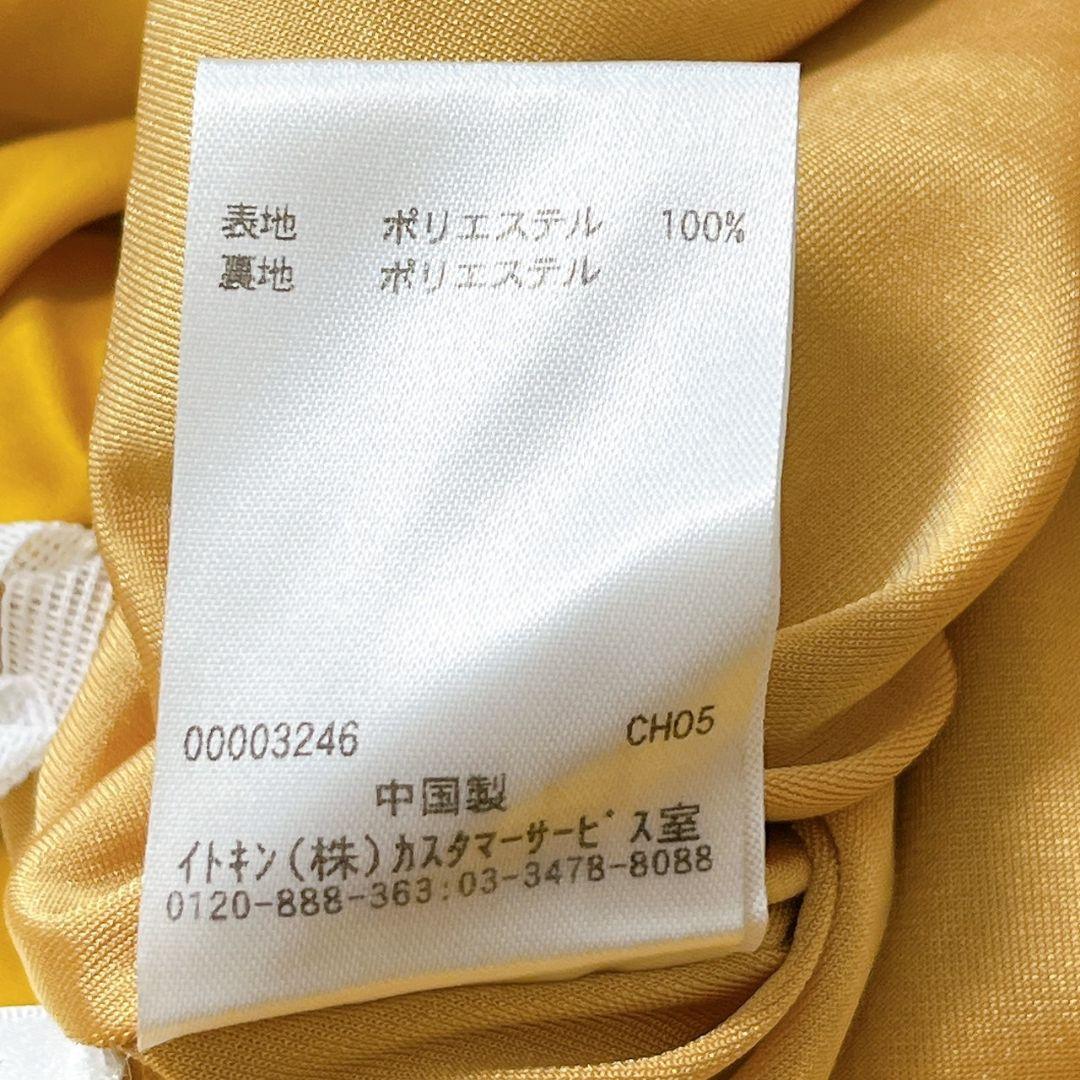 表地 ポリエステル 100%
裏地 ポリエステル
00003246 CH05
中国製
イトキン(株)カスタマーサービス室
0120-888-363:03-3478-8088